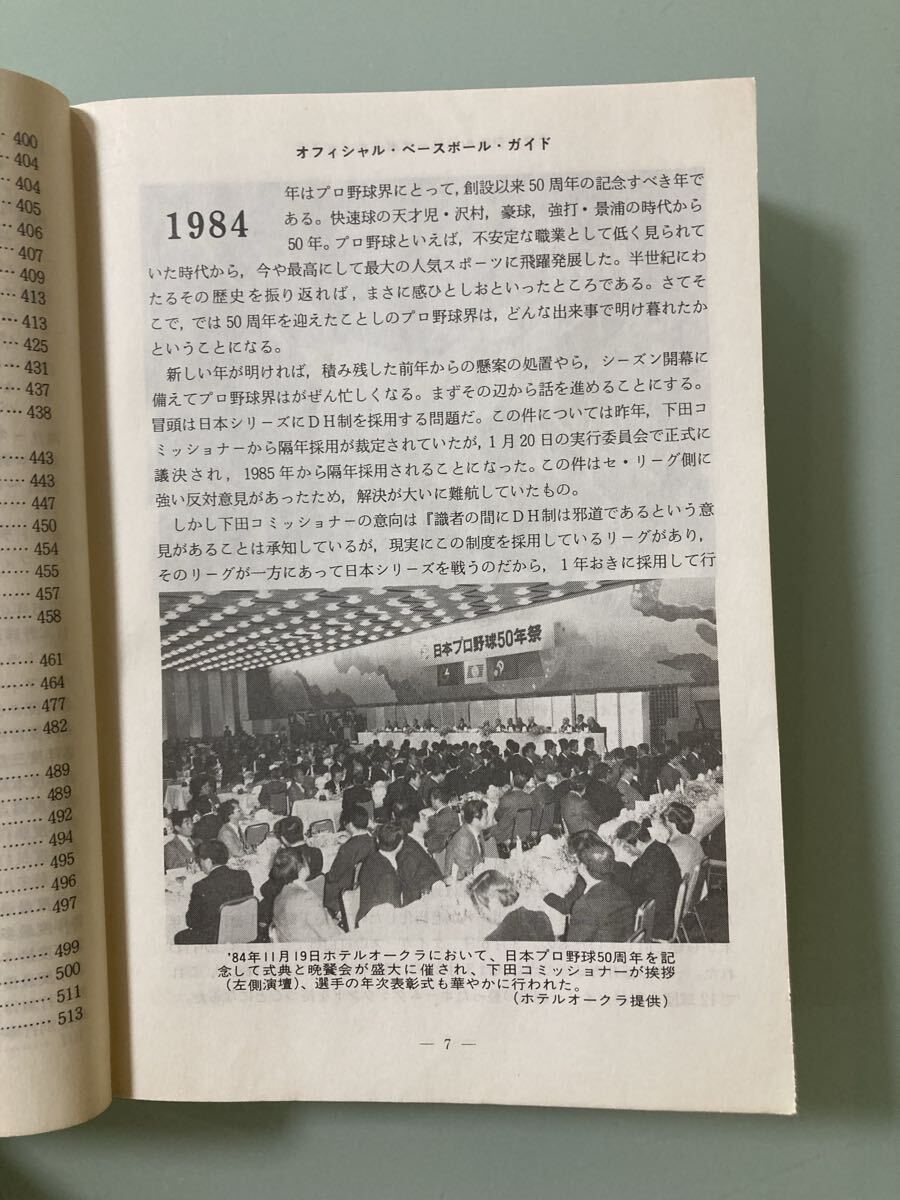 400
404
404
405
406
407
409
413
413
425
431
437
438
443
443
447
450
454
455
457
458
461
464
477
482
489
489
492
494
495
496
497
499
500
511
513
オフィシャル・ベースボール・ガイド
1984
年はプロ野球界にとって，創設以来50周年の記念すべき年で
ある。快速球の天才児・沢村，豪球，強打・景浦の時代から
50年。プロ野球といえば，不安定な職業として低く見られて
いた時代から，今や最高にして最大の人気スポーツに飛躍発展した。半世紀にわ
たるその歴史を振り返れば，まさに感ひとしおといったところである。さてそ
こで，では50周年を迎えたことしのプロ野球界は，どんな出来事で明け暮れたか
ということになる。
新しい年が明ければ，積み残した前年からの懸案の処置やら，シーズン開幕に
備えてプロ野球界はがぜん忙しくなる。まずその辺から話を進めることにする。
冒頭は日本シリーズにDH制を採用する問題だ。この件については昨年，下田コ
ミッショナーから隔年採用が裁定されていたが，1月20日の実行委員会で正式に
議決され，1985年から隔年採用されることになった。この件はセ・リーグ側に
強い反対意見があったため，解決が大いに難航していたもの。
しかし下田コミッショナーの意向は『識者の間にDH制は邪道であるという意
見があることは承知しているが，現実にこの制度を採用しているリーグがあり，
そのリーグが一方にあって日本シリーズを戦うのだから，1年おきに採用して行
日本プロ野球50年祭
'84年11月19日ホテルオークラにおいて、日本プロ野球50周年を記
念して式典と晩餐会が盛大に催され、下田コミッショナーが挨拶
（左側演壇）、選手の年次表彰式も華やかに行われた。
（ホテルオークラ提供）
― 7 ―